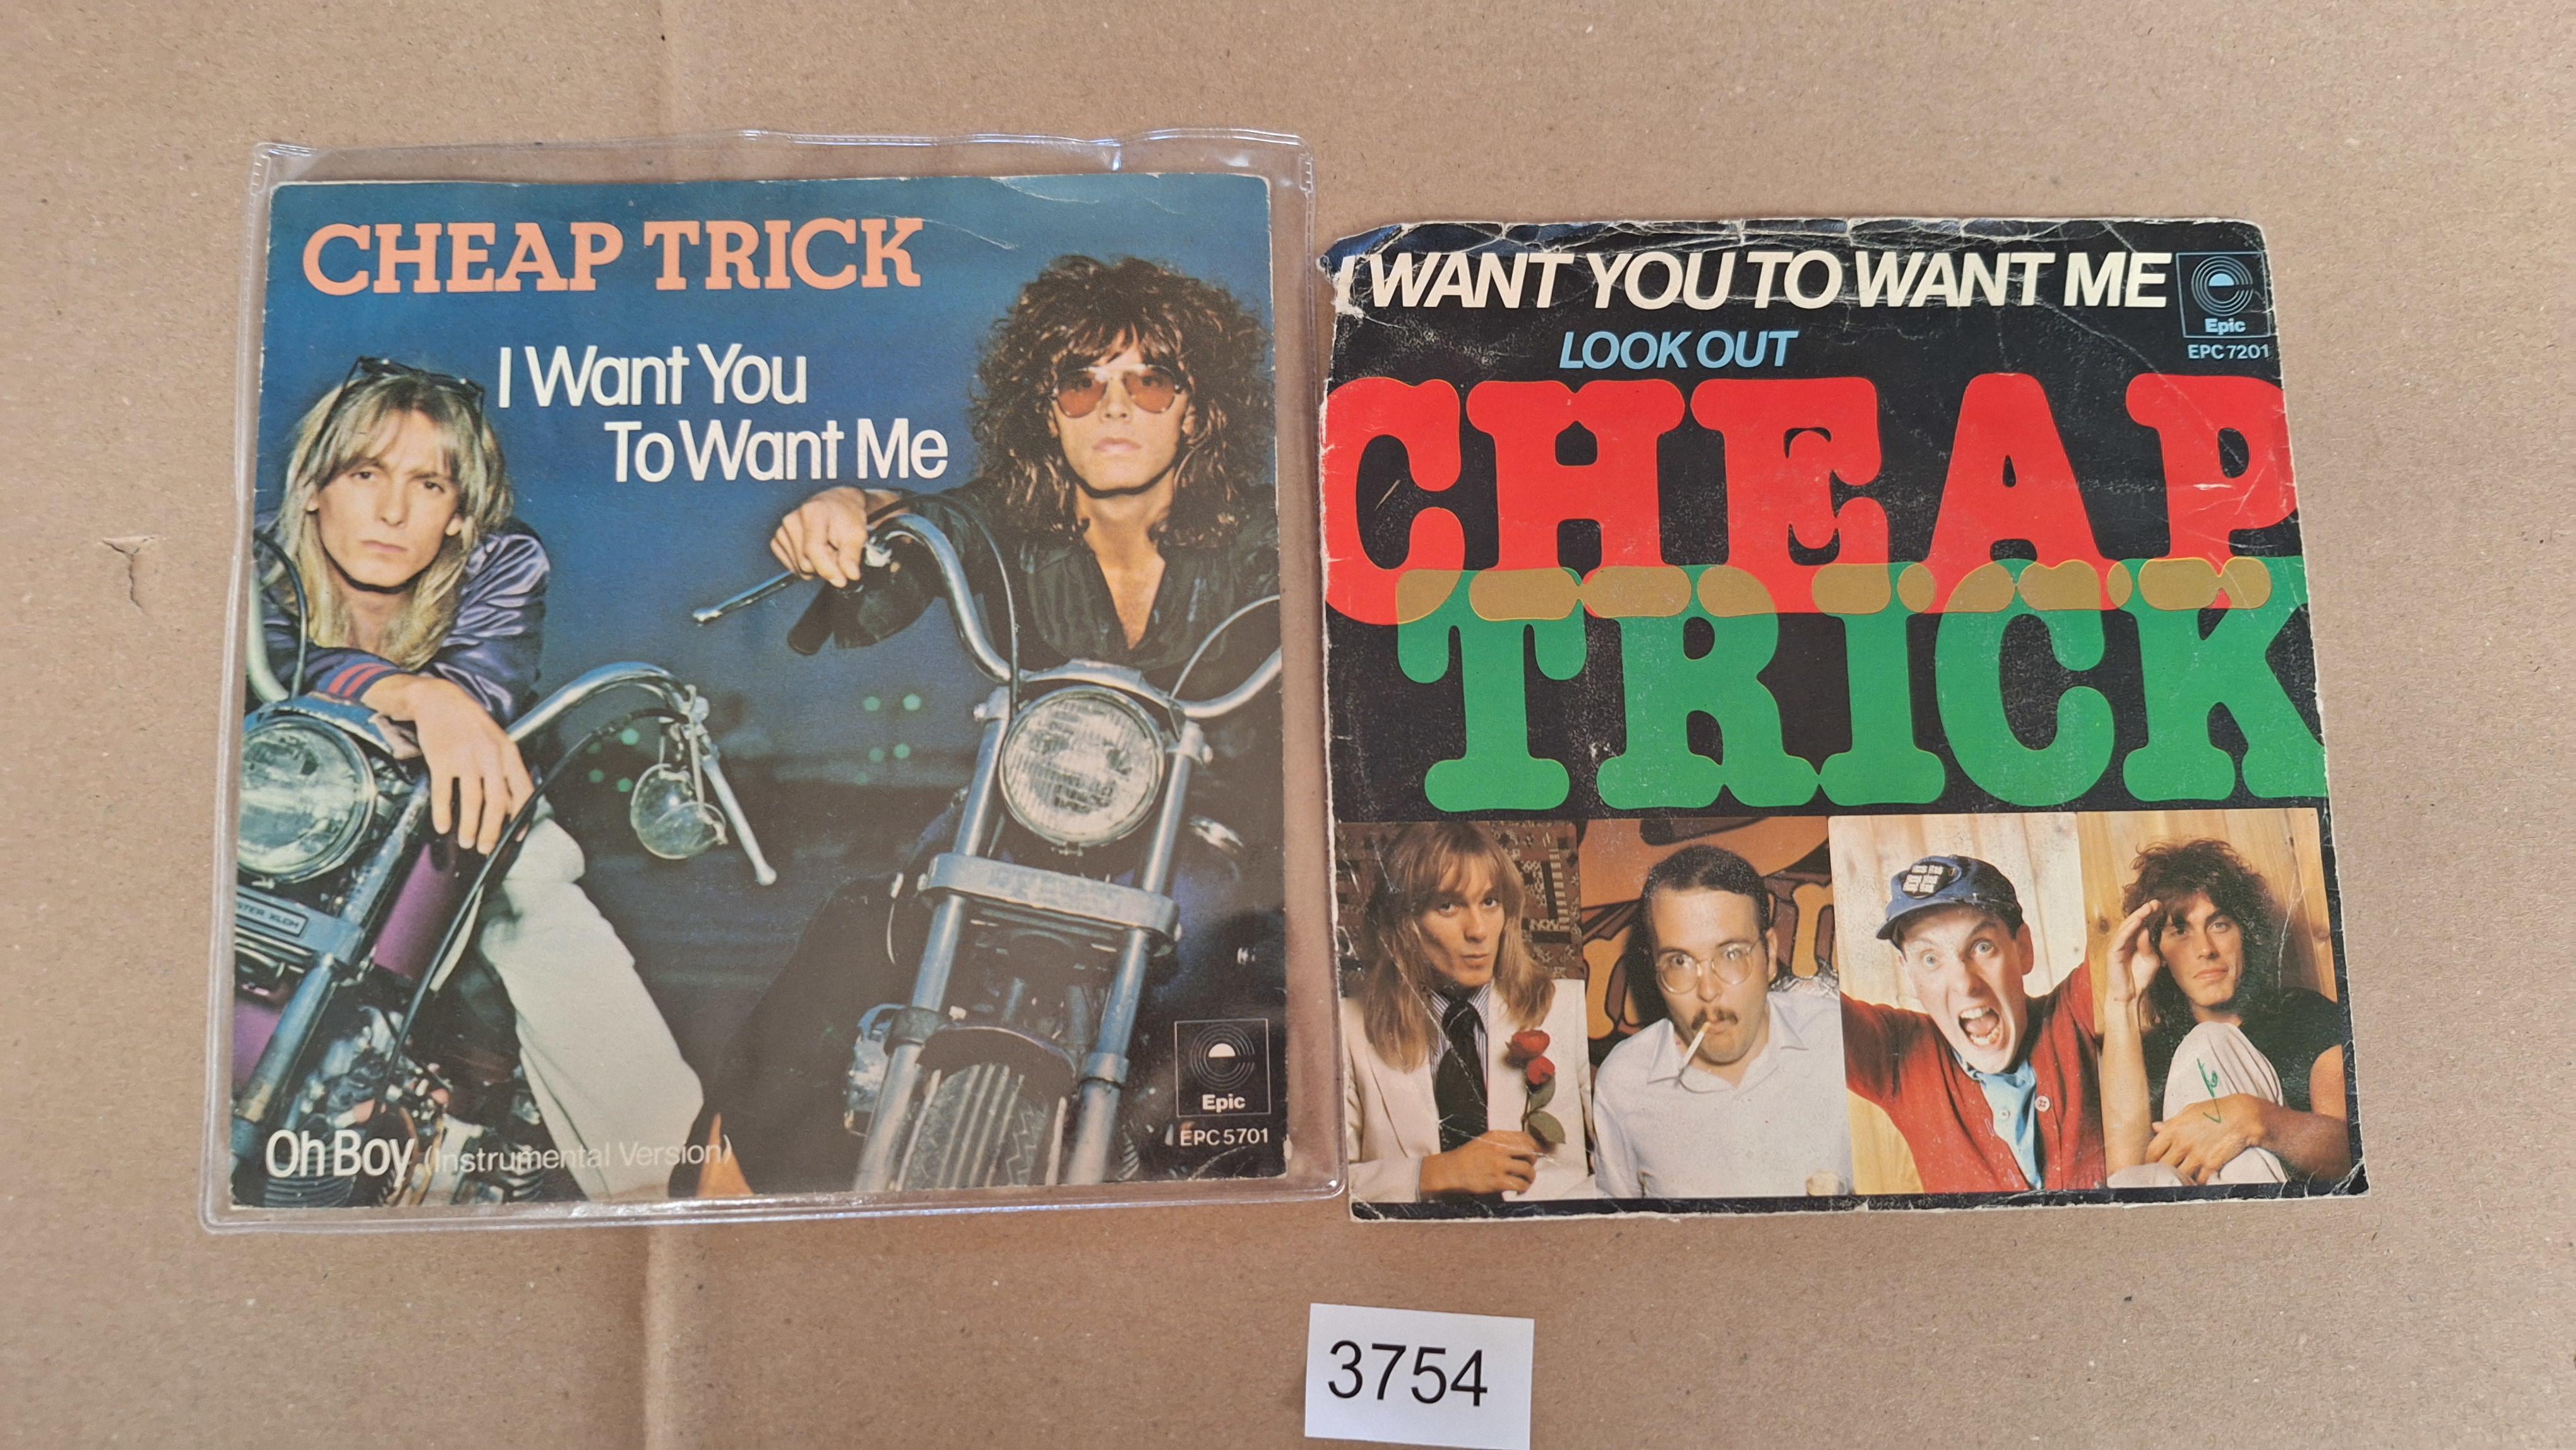 CHEAP TRICK
I Want You
To Want Me
Oh Boy (Instrumental Version)
Epic
EPC 5701
I WANT YOU TO WANT ME
LOOK OUT
Epic
EPC 7201
CHEAP
TRICK
3754